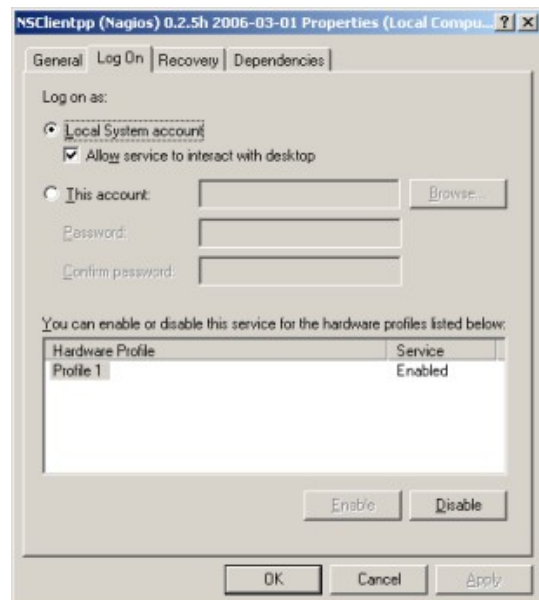 NSClientpp (Nagios) 0.2.5h 2006-03-01 Properties (Local Compu...
General Log On Recovery Dependencies
Log on as:
Local System account
Allow service to interact with desktop
This account: Browse...
Password:
Confirm password:
You can enable or disable this service for the hardware profiles listed below:
Hardware Profile Service
Profile 1 Enabled
Enable Disable
OK Cancel Apply